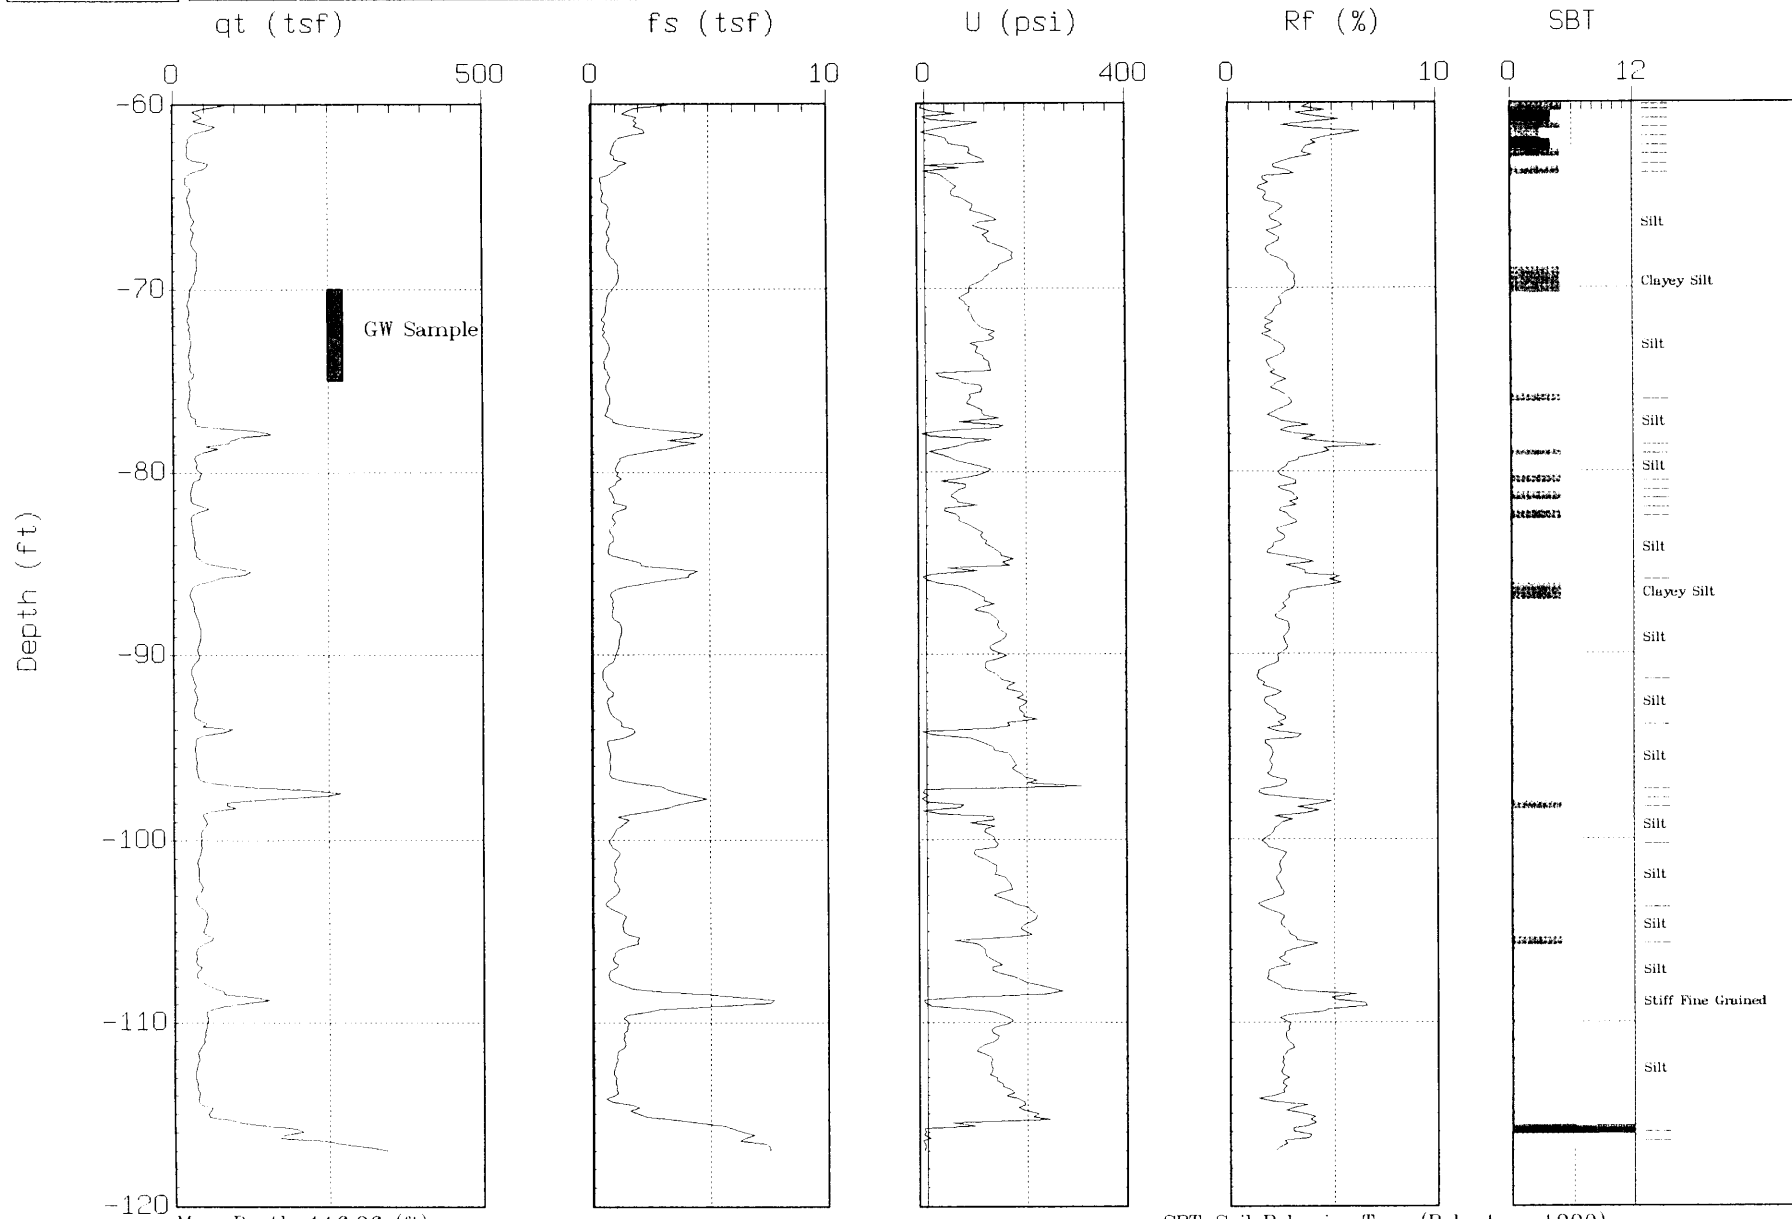 qt (tsf)
fs (tsf)
U (psi)
Rf (%)
SBT
0 500
0 10
0 400
0 10
0 12
Depth (ft)
-60
-70
-80
-90
-100
-110
-120
GW Sample
Silt
Clayey Silt
Silt
Silt
Silt
Silt
Clayey Silt
Silt
Silt
Silt
Silt
Silt
Silt
Silt
Stiff Fine Grained
Silt